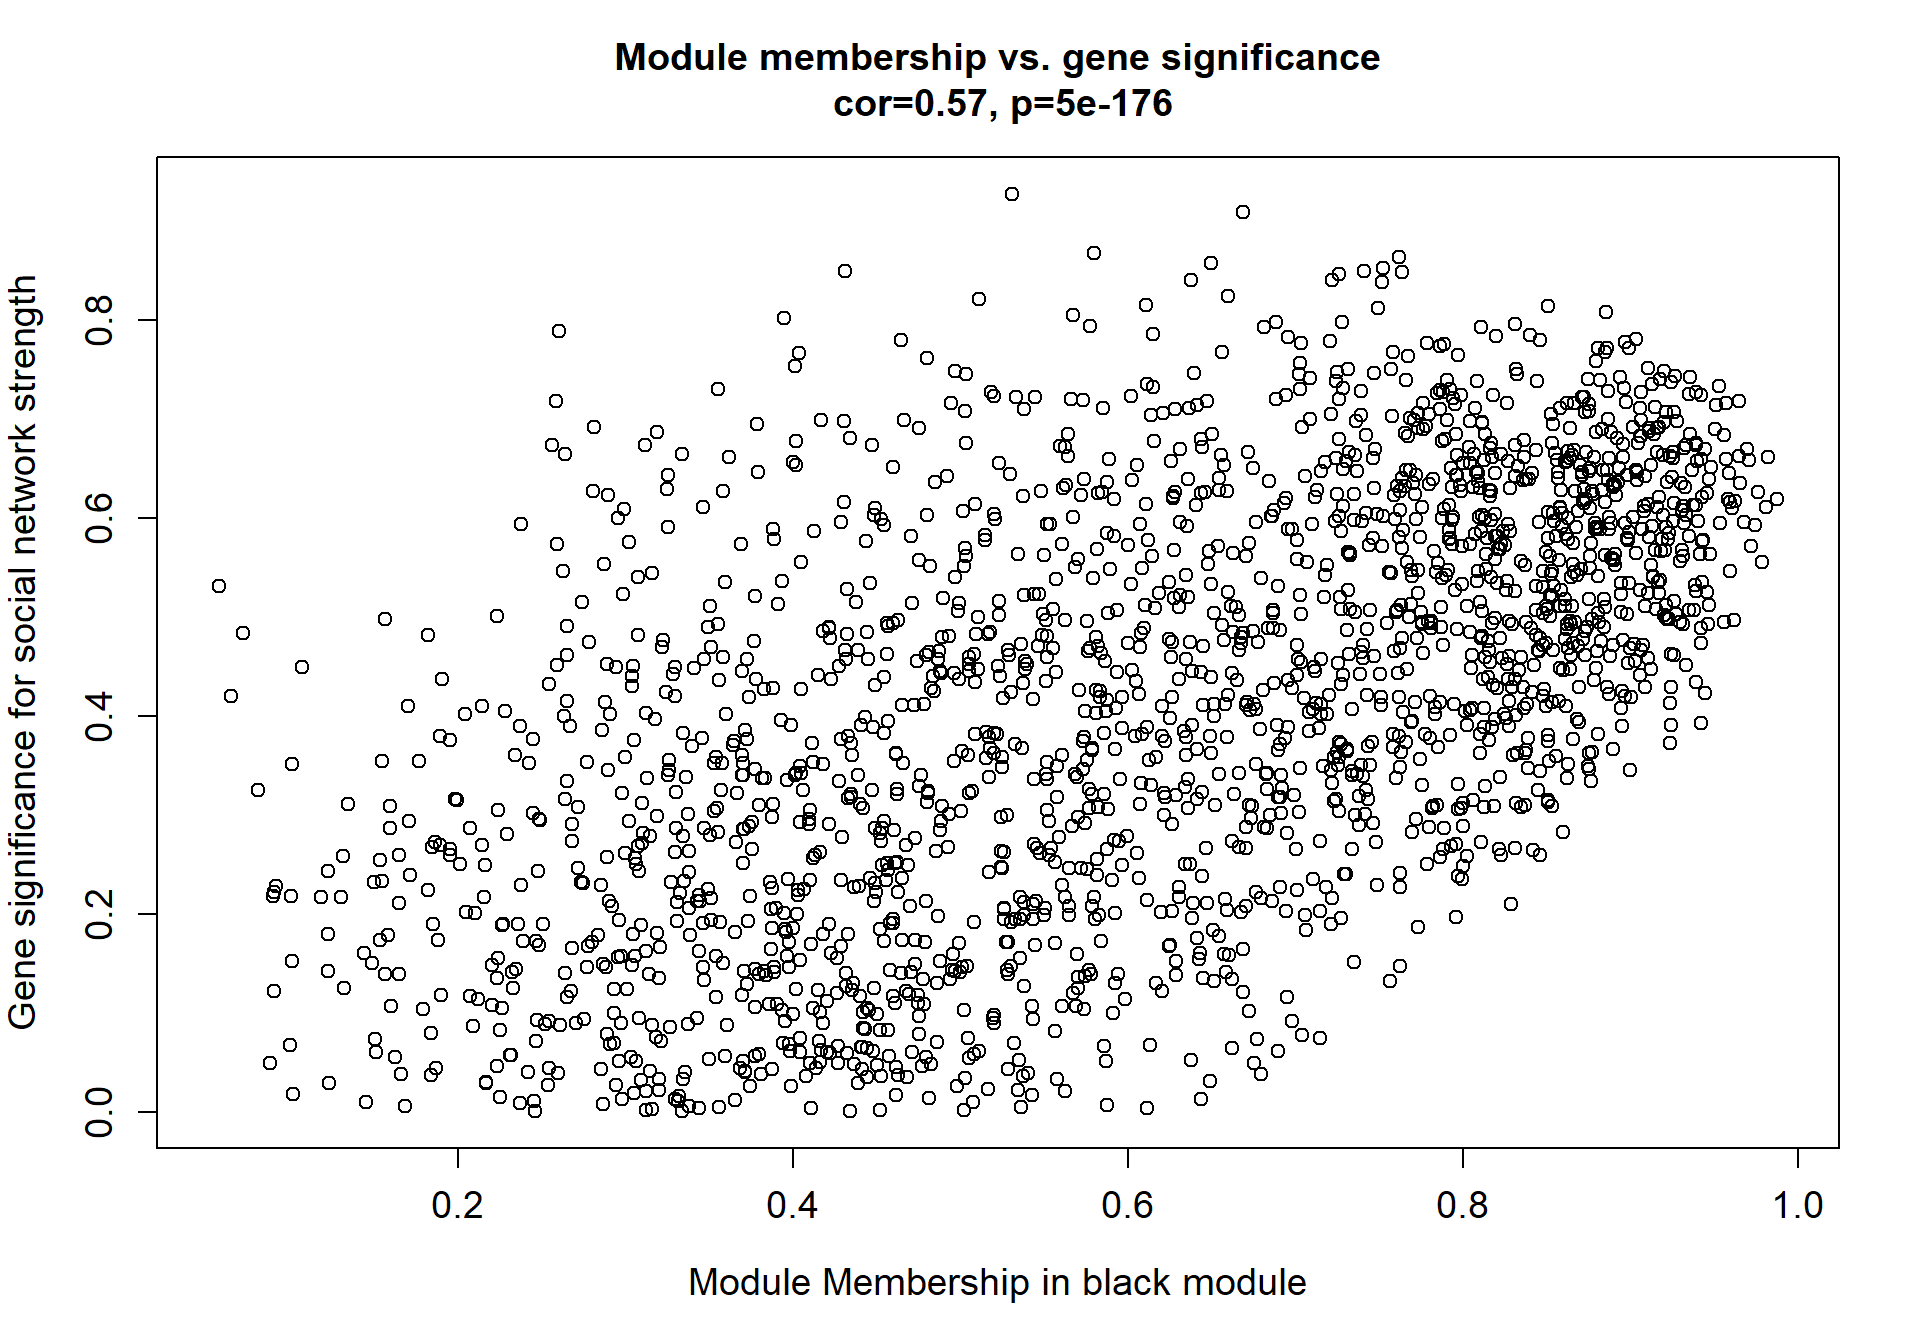 Module membership vs. gene significance
cor=0.57, p=5e-176
Gene significance for social network strength
0.8
0.6
0.4
0.2
0.0
0.2
0.4
0.6
0.8
1.0
Module Membership in black module